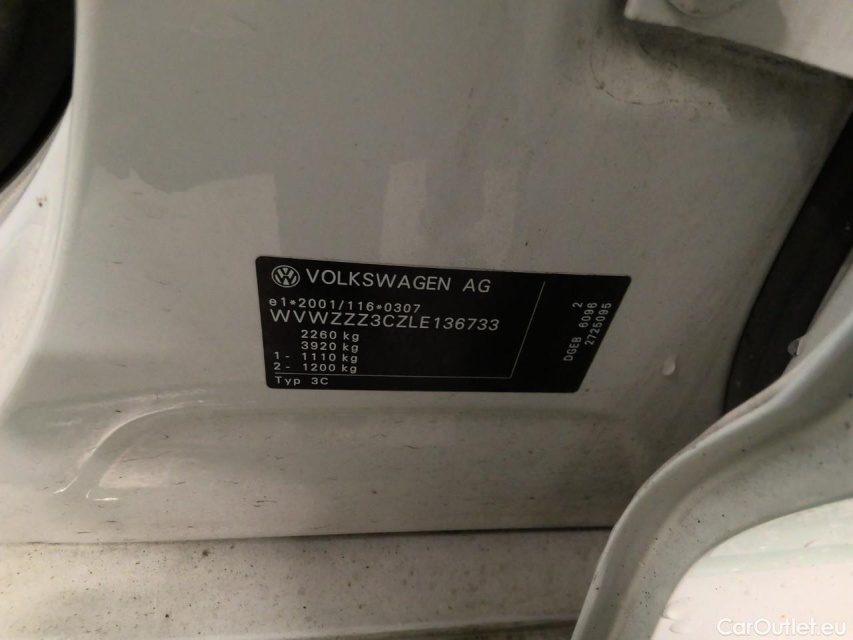 VOLKSWAGEN AG
e1*2001/116*0307
WVWZZZ3CZLE136733
2260 kg
3920 kg
1- 1110 kg
2- 1200 kg
Typ 3C
2
DGEB 6096
2725095
CarOutlet.eu